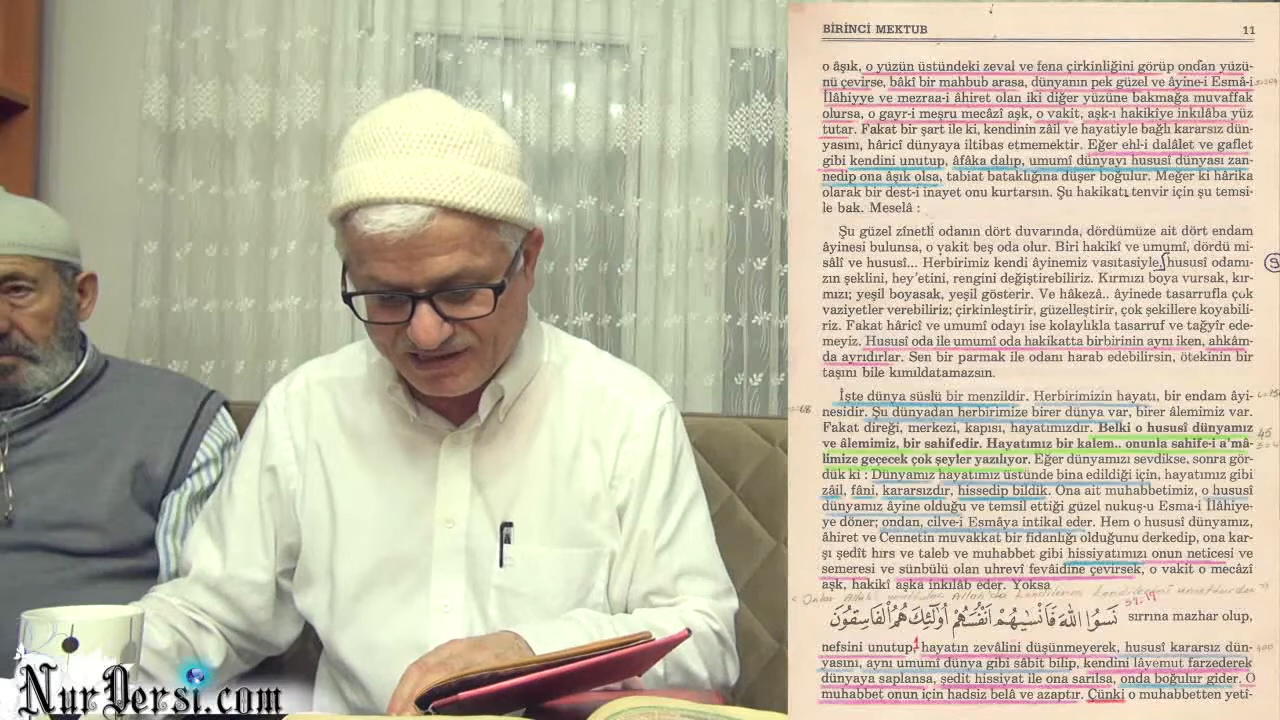 BİRİNCİ MEKTUB 11
o âşık, o yüzün üstündeki zeval ve fena çirkinliğini görüp ondan yüzü-
nü çevirse, bâkî bir mahbub arasa, dünyanın pek güzel ve âyine-i Esmâ-i
İlâhiyye ve mezraa-i âhiret olan iki diğer yüzüne bakmağa muvaffak
olursa, o gayr-i meşru mecâzî aşk, o vakit, aşk-ı hakikîye inkılâba yüz
tutar. Fakat bir şart ile ki, kendinin zâil ve hayatiyle bağlı kararsız dün-
yasını, hâricî dünyaya iltibas etmemektir. Eğer ehl-i dalâlet ve gaflet
gibi kendini unutup, âfâka dalıp, umumî dünyayı hususî dünyası zan-
nedip ona âşık olsa, tabiat bataklığına düşer boğulur. Meğer ki hârika
olarak bir dest-i inayet onu kurtarsın. Şu hakikatı tenvir için şu temsi-
le bak. Meselâ :
Şu güzel zînetli odanın dört duvarında, dördümüze ait dört endam
âyinesi bulunsa, o vakit beş oda olur. Biri hakikî ve umumî, dördü mi-
sâlî ve hususî... Herbirimiz kendi âyinemiz vasıtasiyle, hususî odamı-
zın şeklini, hey'etini, rengini değiştirebiliriz. Kırmızı boya vursak, kır-
mızı; yeşil boyasak, yeşil gösterir. Ve hâkezâ.. âyinede tasarrufla çok
vaziyetler verebiliriz; çirkinleştirir, güzelleştirir, çok şekillere koyabili-
riz. Fakat hâricî ve umumî odayı ise kolaylıkla tasarruf ve tağyîr ede-
meyiz. Hususî oda ile umumî oda hakikatta birbirinin aynı iken, ahkâm-
da ayrıdırlar. Sen bir parmak ile odanı harab edebilirsin, ötekinin bir
taşını bile kımıldatamazsın.
İşte dünya süslü bir menzildir. Herbirimizin hayatı, bir endam âyi-
nesidir. Şu dünyadan herbirimize birer dünya var, birer âlemimiz var.
Fakat direği, merkezi, kapısı, hayatımızdır. Belki o hususî dünyamız
ve âlemimiz, bir sahifedir. Hayatımız bir kalem.. onunla sahife-i a'mâ-
limize geçecek çok şeyler yazılıyor. Eğer dünyamızı sevdikse, sonra gör-
dük ki : Dünyamız hayatımız üstünde bina edildiği için, hayatımız gibi
zâil, fâni, kararsızdır, hissedip bildik. Ona ait muhabbetimiz, o hususî
dünyamız âyine olduğu ve temsil ettiği güzel nukuş-u Esma-i İlâhiye-
ye döner; ondan, cilve-i Esmâya intikal eder. Hem o hususî dünyamız,
âhiret ve Cennetin muvakkat bir fidanlığı olduğunu derkedip, ona kar-
şı şedît hırs ve taleb ve muhabbet gibi hissiyatımızı onun neticesi ve
semeresi ve sünbülü olan uhrevî fevâidine çevirsek, o vakit o mecâzî
aşk, hakikî aşka inkılâb eder. Yoksa
نَسُوا اللّٰهَ فَاَنْسٰيهُمْ اَنْفُسَهُمْ اُولٰٓئِكَ هُمُ الْفَاسِقُونَ sırrına mazhar olup,
nefsini unutup, hayatın zevâlini düşünmeyerek, hususî kararsız dün-
yasını, aynı umumî dünya gibi sâbit bilip, kendini lâyemut farzederek
dünyaya saplansa, şedit hissiyat ile ona sarılsa, onda boğulur gider. O
muhabbet onun için hadsiz belâ ve azaptır. Çünki o muhabbetten yetî-
NurDersi.com